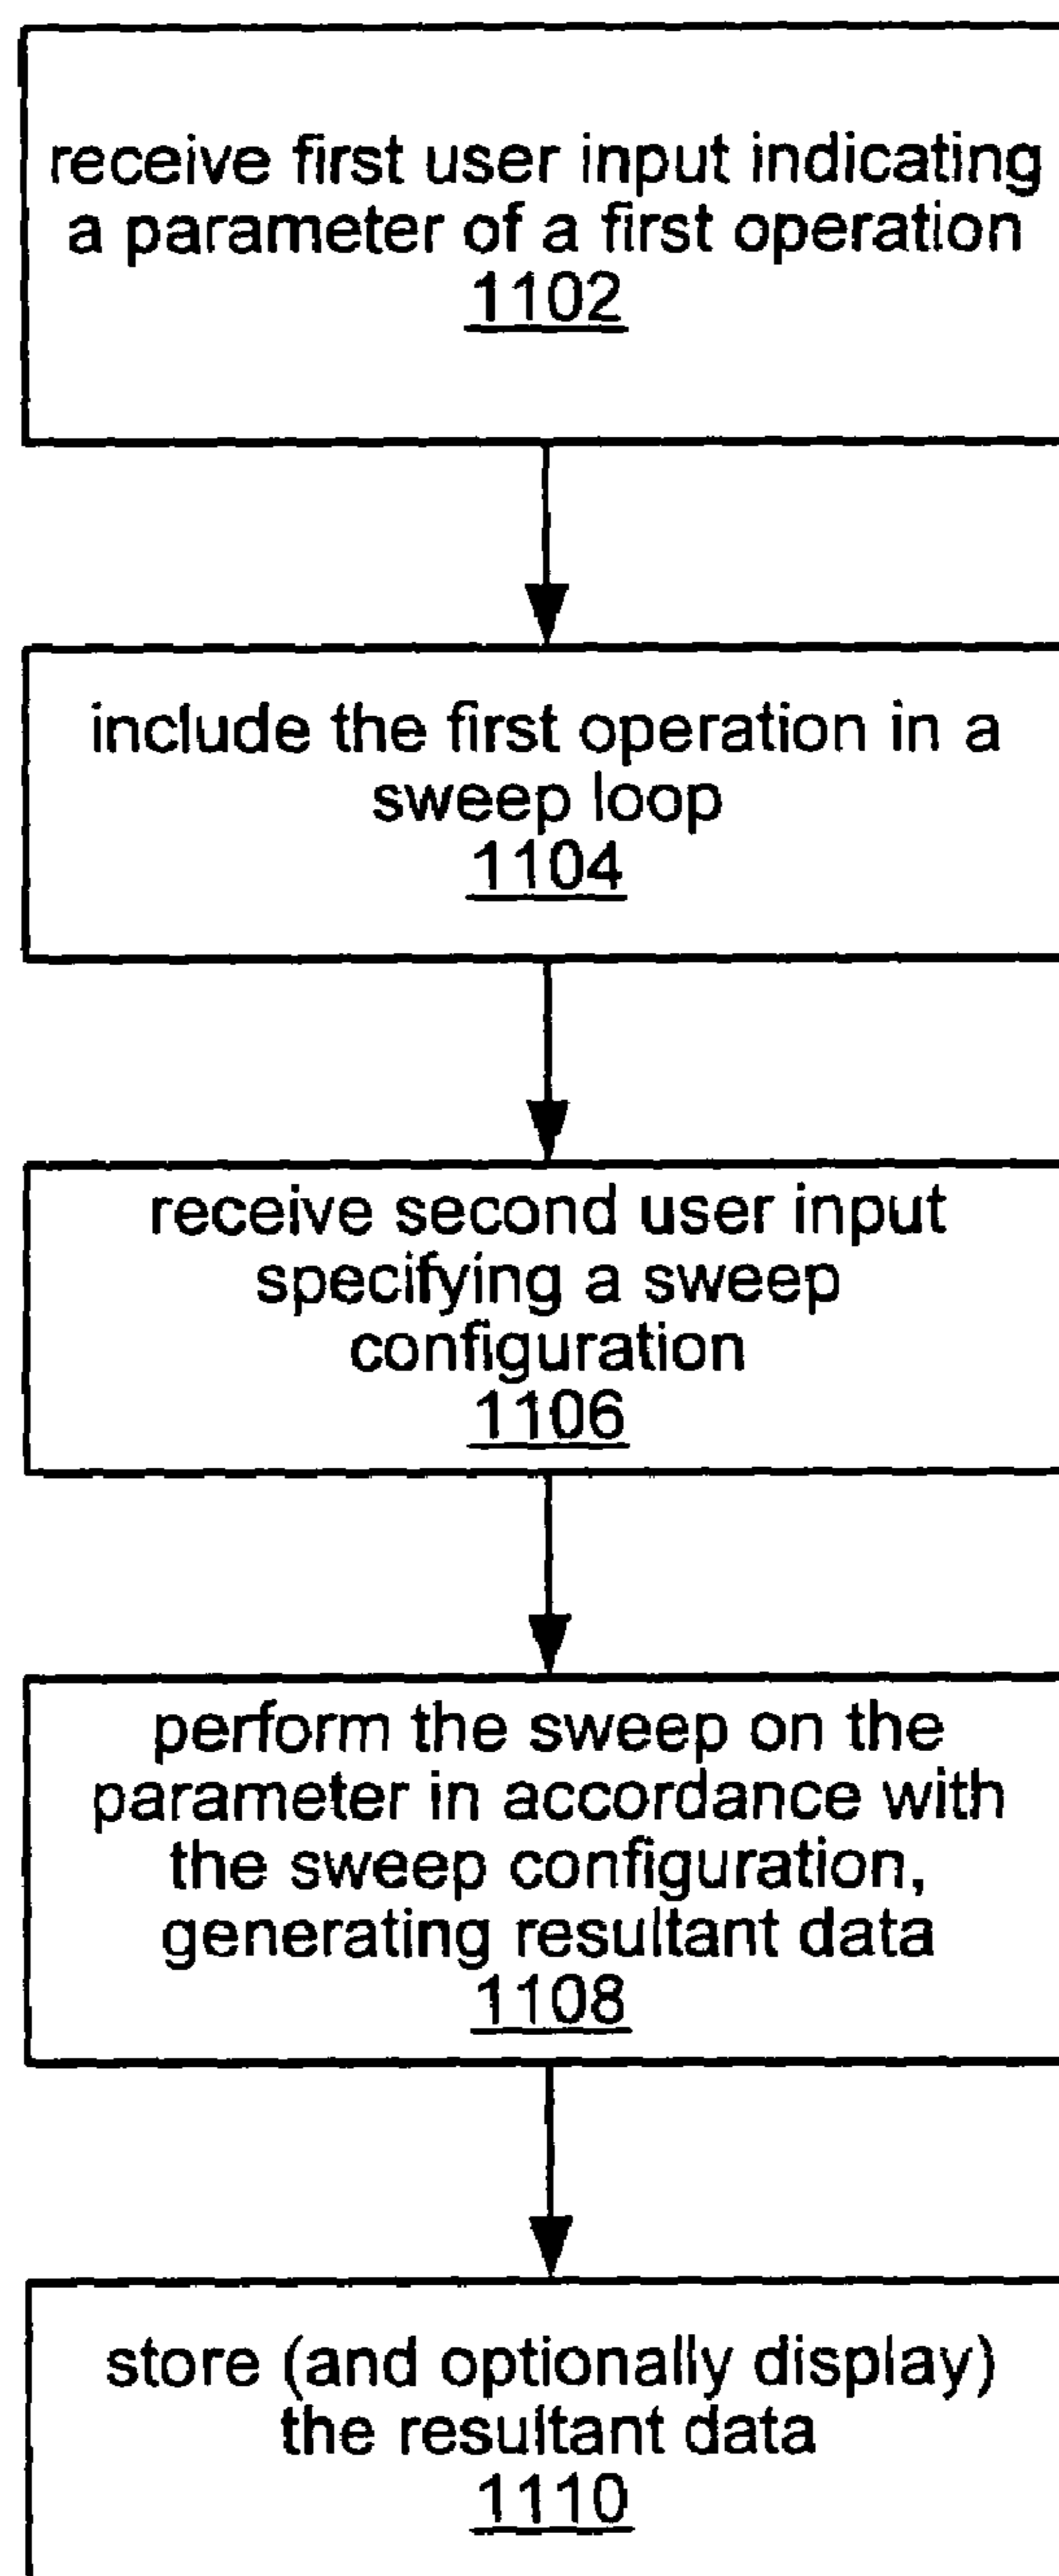 receive first user input indicating
a parameter of a first operation
1102
include the first operation in a
sweep loop
1104
receive second user input
specifying a sweep
configuration
1106
perform the sweep on the
parameter in accordance with
the sweep configuration,
generating resultant data
1108
store (and optionally display)
the resultant data
1110